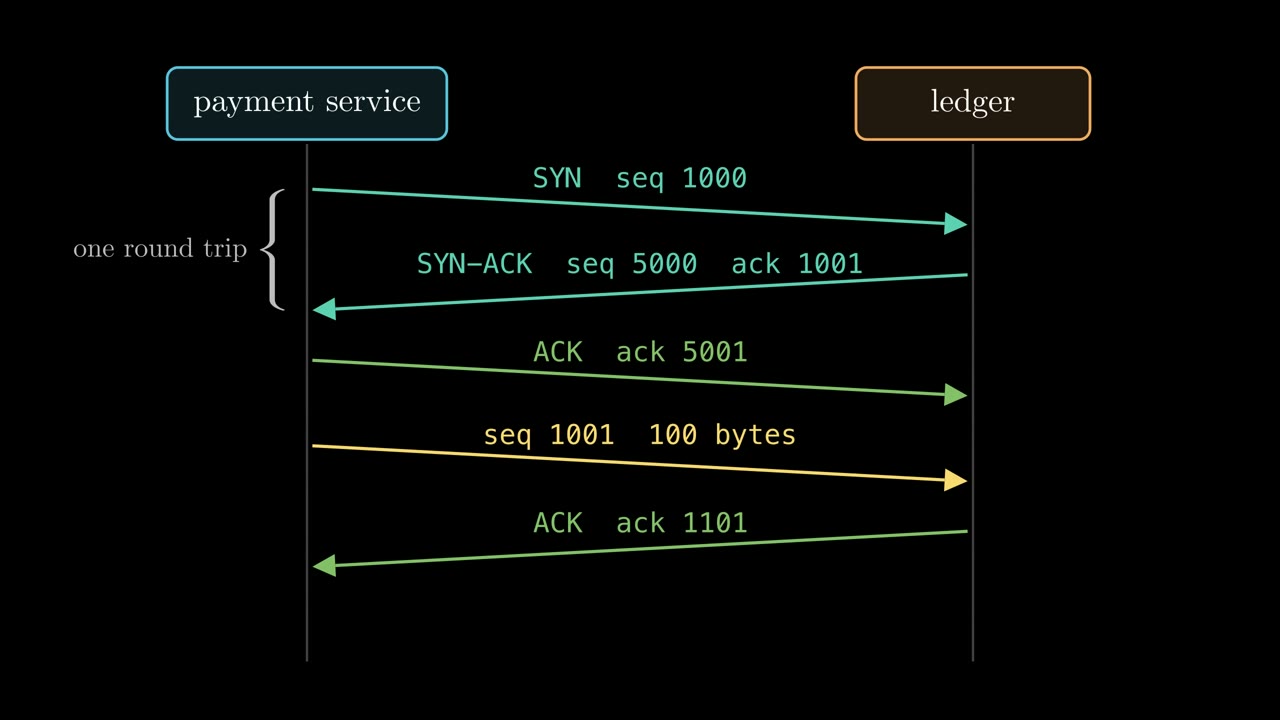 payment service
ledger
SYN  seq 1000
one round trip
SYN–ACK  seq 5000  ack 1001
ACK  ack 5001
seq 1001  100 bytes
ACK  ack 1101